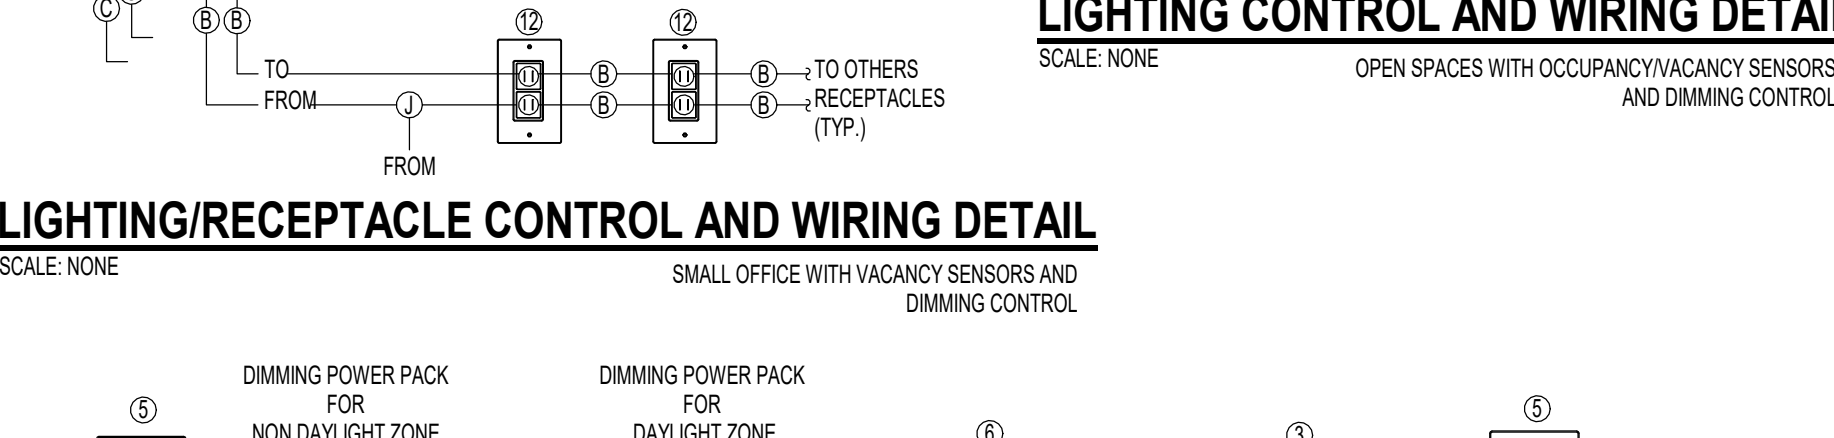 C
B B
12 12
TO B B TO OTHERS
FROM J B B RECEPTACLES
(TYP.)
FROM
LIGHTING/RECEPTACLE CONTROL AND WIRING DETAIL
SCALE: NONE
SMALL OFFICE WITH VACANCY SENSORS AND
DIMMING CONTROL
LIGHTING CONTROL AND WIRING DETAI
SCALE: NONE
OPEN SPACES WITH OCCUPANCY/VACANCY SENSORS
AND DIMMING CONTROL
5
DIMMING POWER PACK
FOR
NON DAYLIGHT ZONE
DIMMING POWER PACK
FOR
DAYLIGHT ZONE
6
3
5